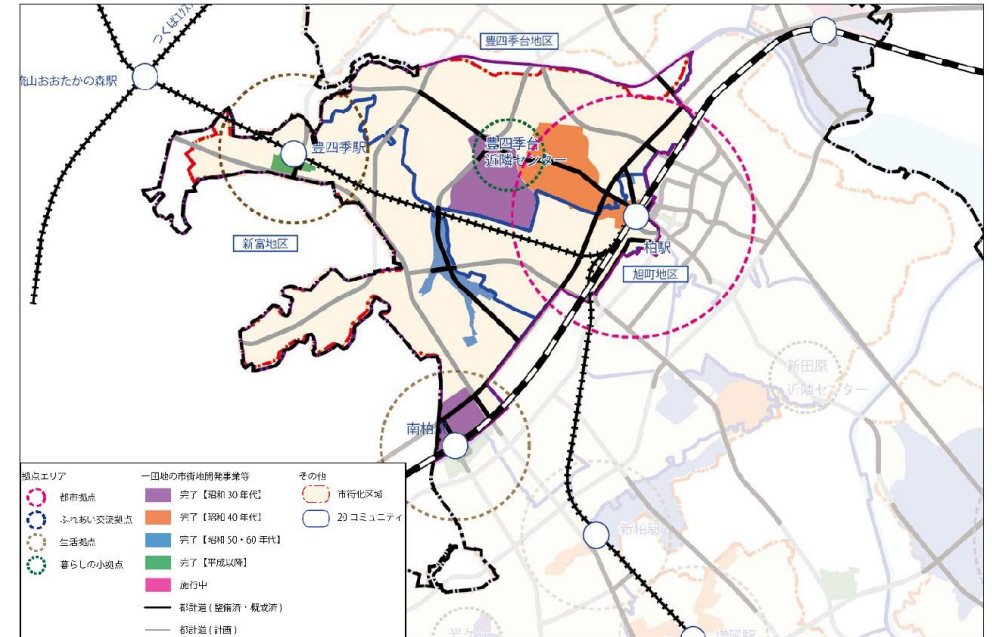 つくばエクス
豊四季台地区
流山おおたかの森駅
豊四季駅
豊四季台
近隣センター
新富地区
柏駅
旭町地区
新田原
近隣センター
南柏
新柏駅
増尾駅
拠点エリア
都市拠点
ふれあい交流拠点
生活拠点
暮らしの小拠点
一団地の市街地開発事業等
完了【昭和30年代】
完了【昭和40年代】
完了【昭和50・60年代】
完了【平成以降】
施行中
都計道(整備済・概成済)
都計道(計画)
その他
市街化区域
20コミュニティ